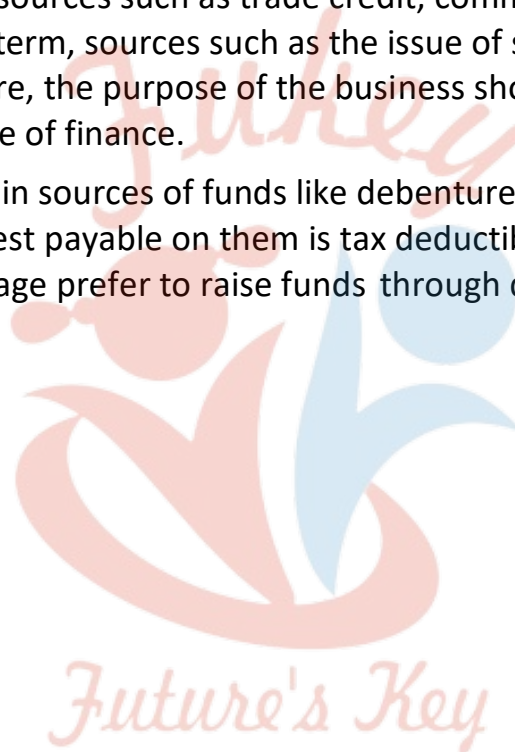 sources such as trade credit, comm
term, sources such as the issue of s
re, the purpose of the business sho
e of finance.
in sources of funds like debenture
est payable on them is tax deductib
age prefer to raise funds through
Fukey
Future's Key